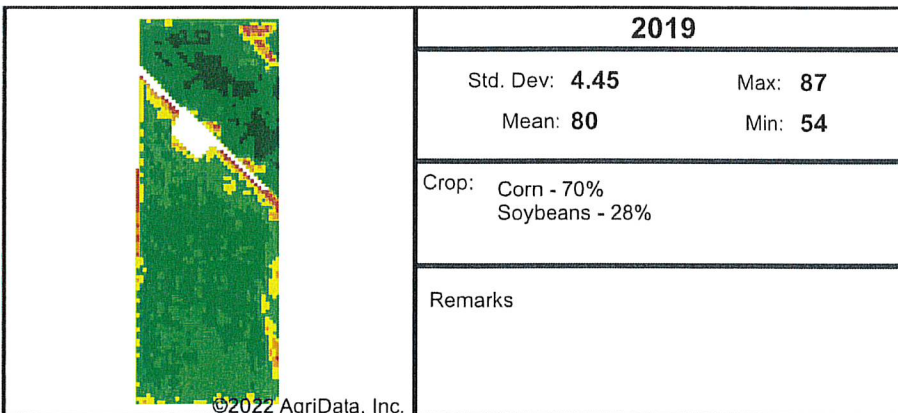 2019
Std. Dev: 4.45 Max: 87
Mean: 80 Min: 54
Crop: Corn - 70%
Soybeans - 28%
Remarks
©2022 AgriData, Inc.